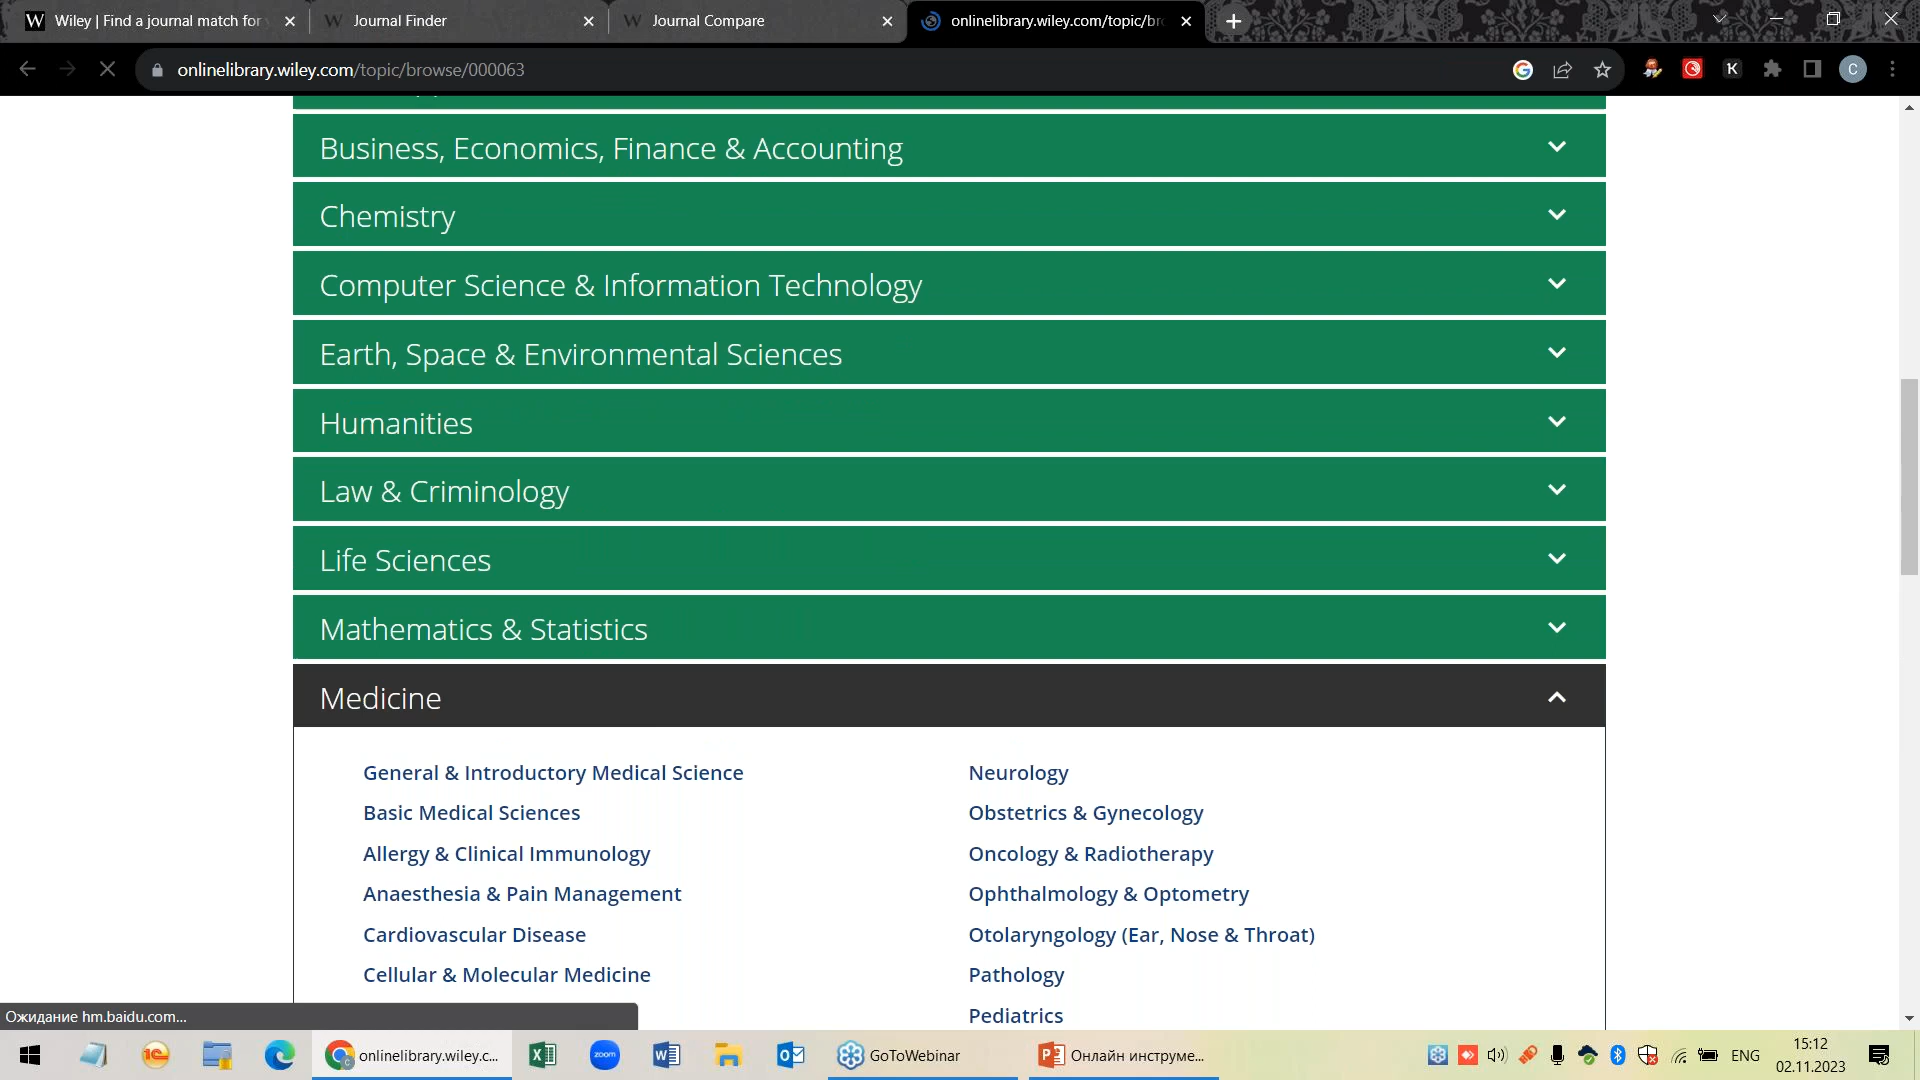 Wiley | Find a journal match for
Journal Finder
Journal Compare
onlinelibrary.wiley.com/topic/br
onlinelibrary.wiley.com/topic/browse/000063
Business, Economics, Finance & Accounting
Chemistry
Computer Science & Information Technology
Earth, Space & Environmental Sciences
Humanities
Law & Criminology
Life Sciences
Mathematics & Statistics
Medicine
General & Introductory Medical Science
Basic Medical Sciences
Allergy & Clinical Immunology
Anaesthesia & Pain Management
Cardiovascular Disease
Cellular & Molecular Medicine
Neurology
Obstetrics & Gynecology
Oncology & Radiotherapy
Ophthalmology & Optometry
Otolaryngology (Ear, Nose & Throat)
Pathology
Pediatrics
Ожидание hm.baidu.com...
onlinelibrary.wiley.c...
zoom
GoToWebinar
Онлайн инструме...
ENG
15:12
02.11.2023